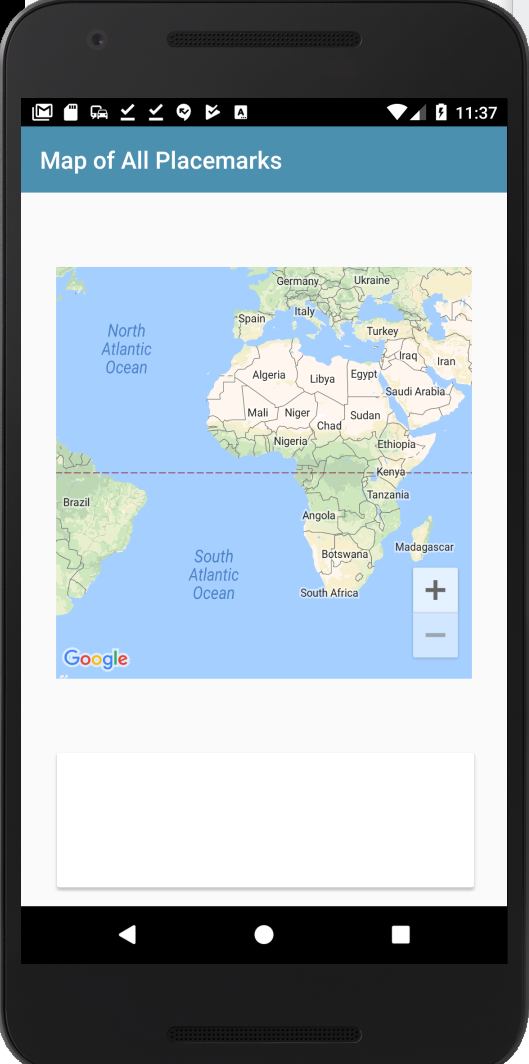 11:37
Map of All Placemarks
Germany
Ukraine
Spain
Italy
Turkey
North
Atlantic
Ocean
Iraq
Iran
Algeria
Libya
Egypt
Saudi Arabia
Mali
Niger
Chad
Sudan
Nigeria
Ethiopia
Kenya
Brazil
Tanzania
Angola
South
Atlantic
Ocean
Botswana
Madagascar
South Africa
+
−
Google